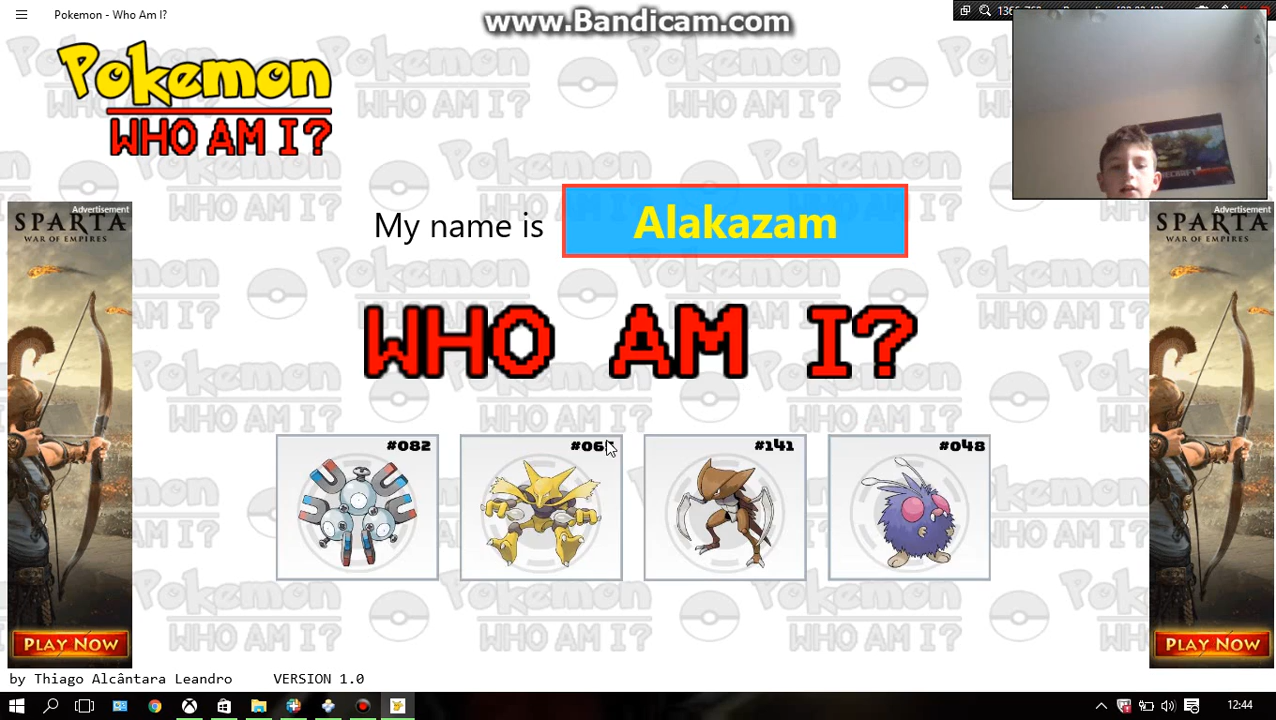 Pokemon - Who Am I?
www.Bandicam.com
Pokemon
WHO AM I?
My name is Alakazam
WHO AM I?
Advertisement
SPARTA
WAR OF EMPIRES
PLAY NOW
Advertisement
SPARTA
WAR OF EMPIRES
PLAY NOW
#082
#141
#048
by Thiago Alcântara Leandro VERSION 1.0
12:44